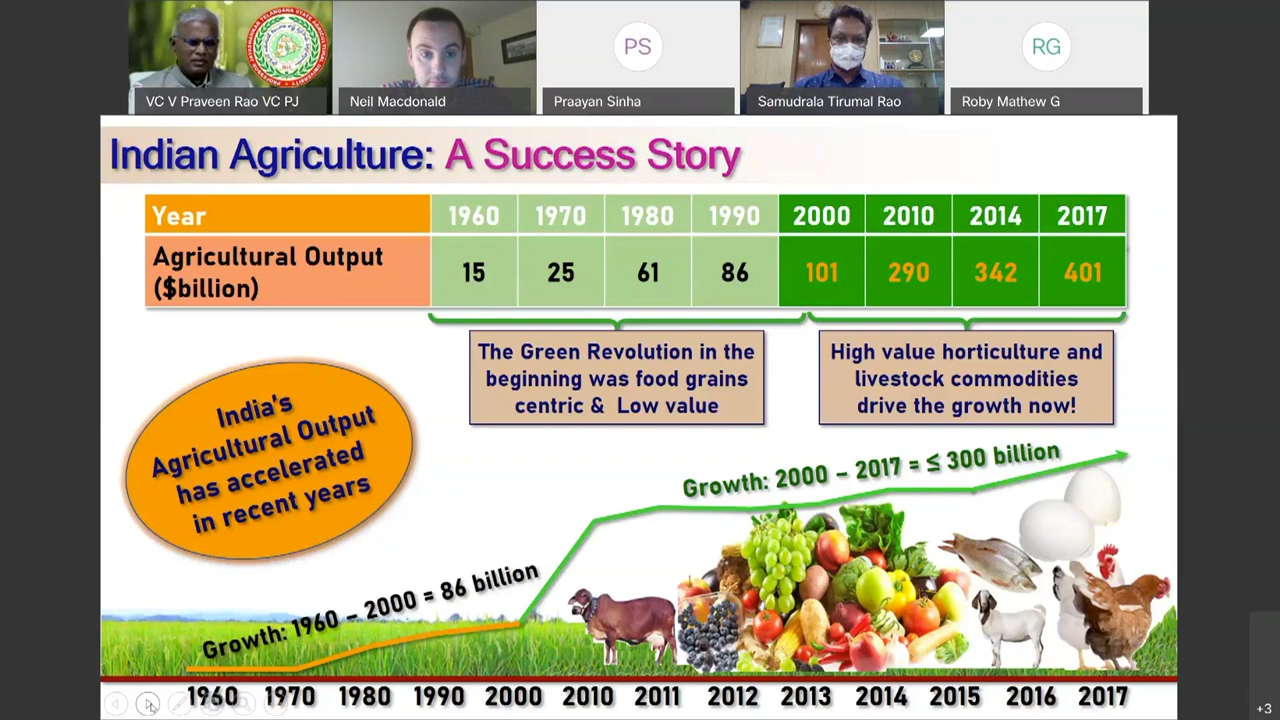 PS
RG
VC V Praveen Rao VC PJ
Neil Macdonald
Praayan Sinha
Samudrala Tirumal Rao
Roby Mathew G
Indian Agriculture: A Success Story
Year 1960 1970 1980 1990 2000 2010 2014 2017
Agricultural Output
($billion) 15 25 61 86 101 290 342 401
The Green Revolution in the
beginning was food grains
centric & Low value
High value horticulture and
livestock commodities
drive the growth now!
India's
Agricultural Output
has accelerated
in recent years
Growth: 2000 – 2017 = ≤ 300 billion
Growth: 1960 – 2000 = 86 billion
1960 1970 1980 1990 2000 2010 2011 2012 2013 2014 2015 2016 2017
+3